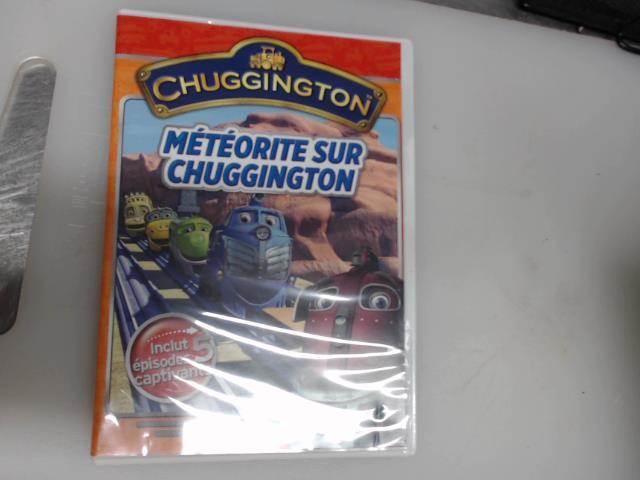 CHUGGINGTON
MÉTÉORITE SUR
CHUGGINGTON
Inclut 5
épisodes
captivants